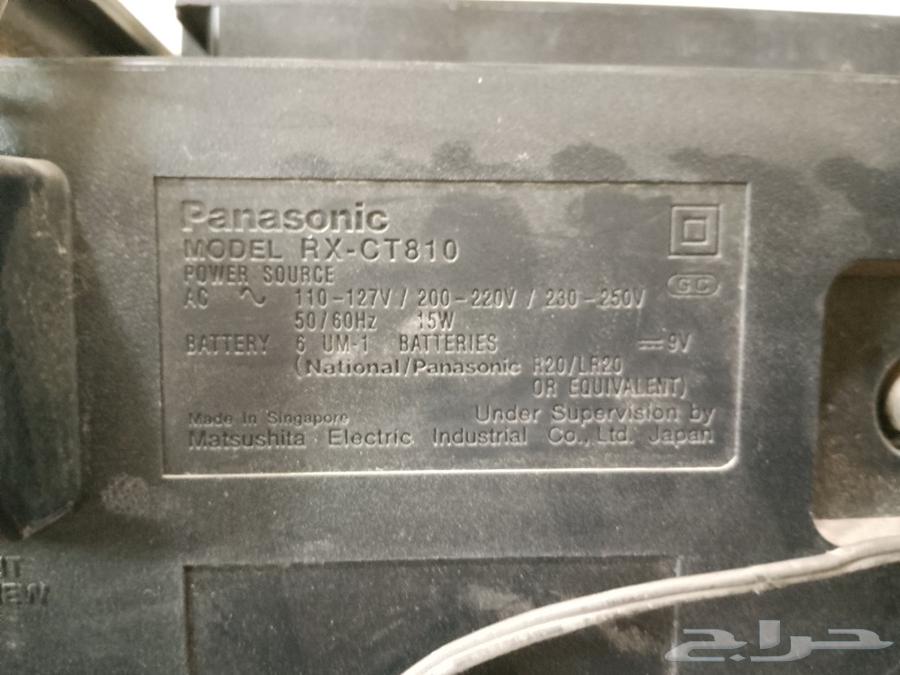 Panasonic
MODEL RX-CT810
POWER SOURCE
AC ∿ 110-127V / 200-220V / 230-250V
GC
50/60Hz 15W
BATTERY 6 UM-1 BATTERIES ⎓ 9V
(National/Panasonic R20/LR20
OR EQUIVALENT)
Made In Singapore Under Supervision by
Matsushita Electric Industrial Co., Ltd. Japan
حراج